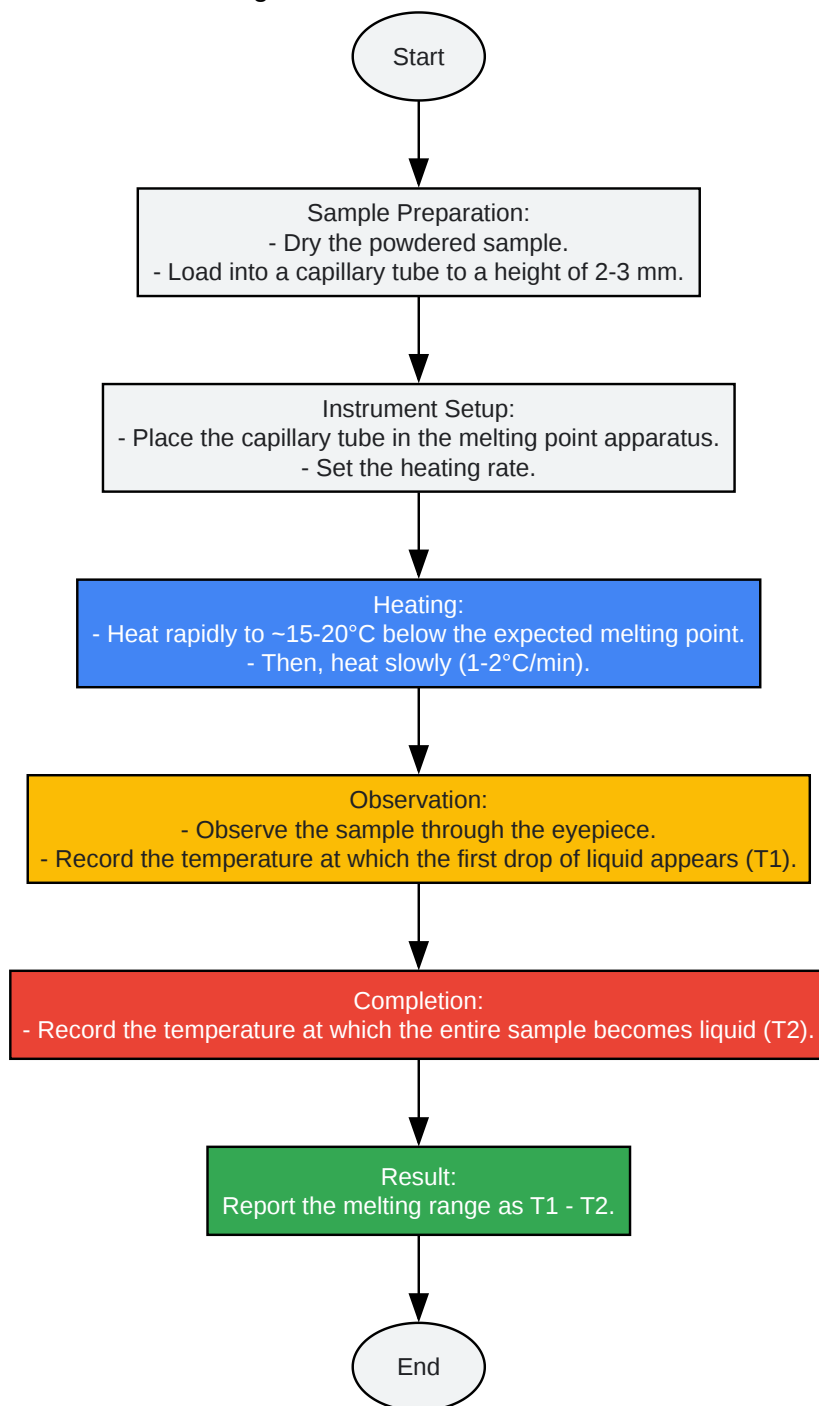 Start
Sample Preparation:
- Dry the powdered sample.
- Load into a capillary tube to a height of 2-3 mm.
Instrument Setup:
- Place the capillary tube in the melting point apparatus.
- Set the heating rate.
Heating:
- Heat rapidly to ~15-20°C below the expected melting point.
- Then, heat slowly (1-2°C/min).
Observation:
- Observe the sample through the eyepiece.
- Record the temperature at which the first drop of liquid appears (T1).
Completion:
- Record the temperature at which the entire sample becomes liquid (T2).
Result:
Report the melting range as T1 - T2.
End